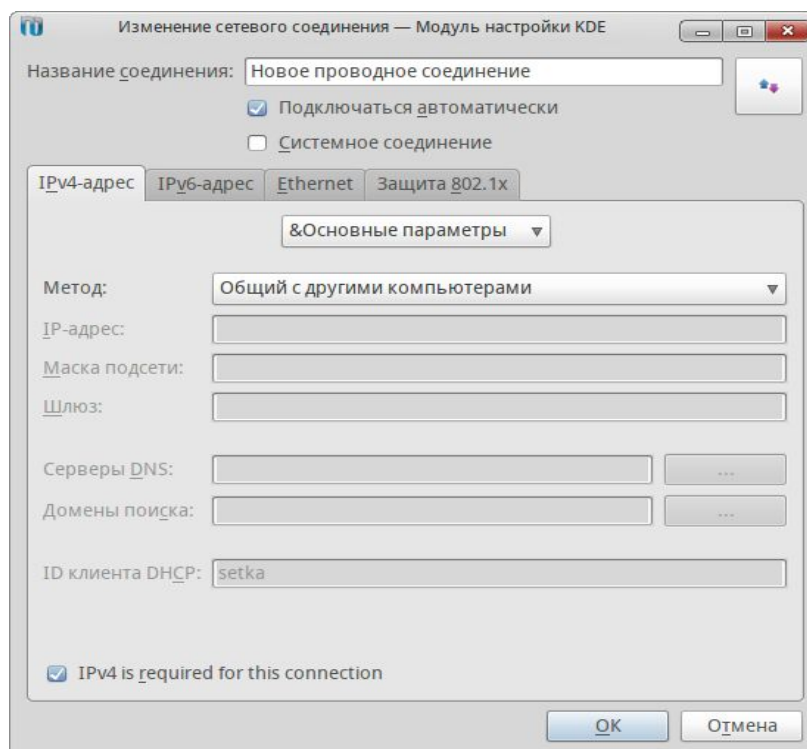 Изменение сетевого соединения — Модуль настройки KDE
Название соединения: Новое проводное соединение
Подключаться автоматически
Системное соединение
IPv4-адрес IPv6-адрес Ethernet Защита 802.1x
&Основные параметры
Метод: Общий с другими компьютерами
IP-адрес:
Маска подсети:
Шлюз:
Серверы DNS: ...
Домены поиска: ...
ID клиента DHCP: setka
IPv4 is required for this connection
OK Отмена